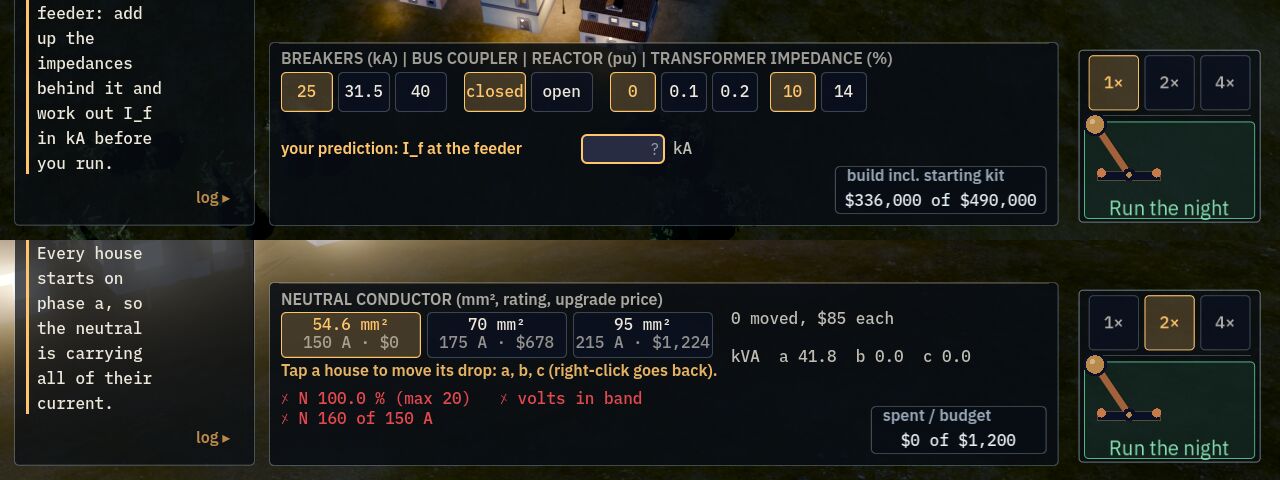 feeder: add
up the
impedances
behind it and
work out I_f
in kA before
you run.
log ▸
BREAKERS (kA) | BUS COUPLER | REACTOR (pu) | TRANSFORMER IMPEDANCE (%)
25 31.5 40 closed open 0 0.1 0.2 10 14
your prediction: I_f at the feeder ? kA
build incl. starting kit
$336,000 of $490,000
1× 2× 4×
Run the night
Every house
starts on
phase a, so
the neutral
is carrying
all of their
current.
log ▸
NEUTRAL CONDUCTOR (mm², rating, upgrade price)
54.6 mm² 70 mm² 95 mm²
150 A · $0 175 A · $678 215 A · $1,224
0 moved, $85 each
kVA a 41.8 b 0.0 c 0.0
Tap a house to move its drop: a, b, c (right-click goes back).
✗ N 100.0 % (max 20) ✗ volts in band
✗ N 160 of 150 A
spent / budget
$0 of $1,200
1× 2× 4×
Run the night